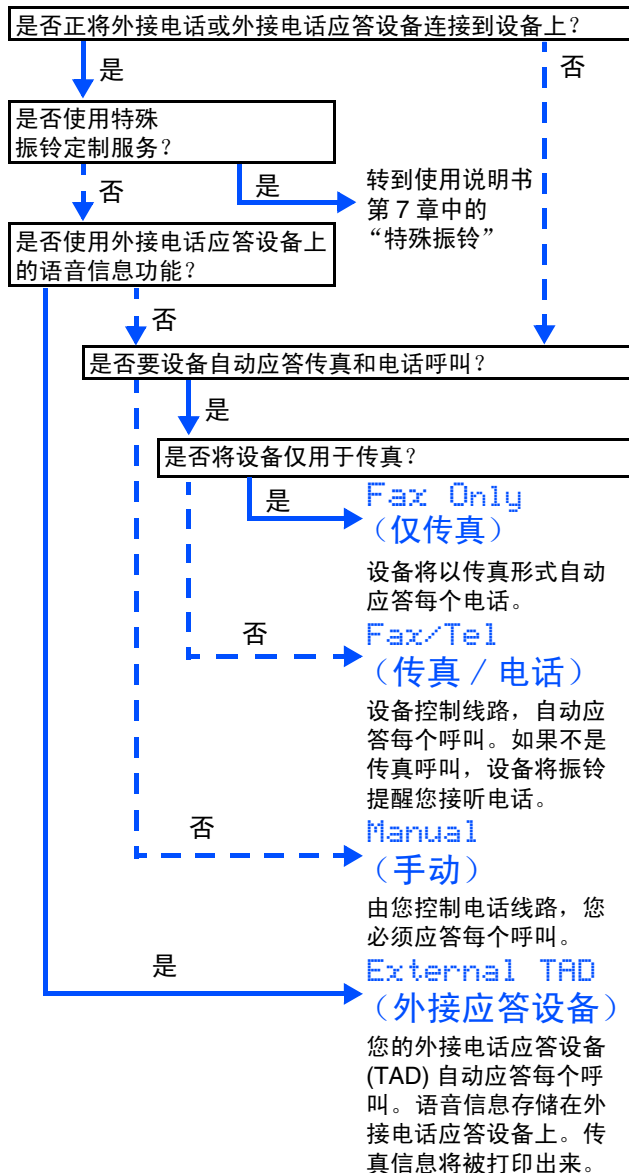 是否正将外接电话或外接电话应答设备连接到设备上？
是
否
是否使用特殊
振铃定制服务？
否
是
转到使用说明书
第 7 章中的
“特殊振铃”
是否使用外接电话应答设备上
的语音信息功能？
否
是否要设备自动应答传真和电话呼叫？
是
是否将设备仅用于传真？
是
Fax Only
（仅传真）
设备将以传真形式自动
应答每个电话。
否
Fax/Tel
（传真 / 电话）
设备控制线路，自动应
答每个呼叫。如果不是
传真呼叫，设备将振铃
提醒您接听电话。
否
Manual
（手动）
由您控制电话线路，您
必须应答每个呼叫。
是
External TAD
（外接应答设备）
您的外接电话应答设备
(TAD) 自动应答每个呼
叫。语音信息存储在外
接电话应答设备上。传
真信息将被打印出来。